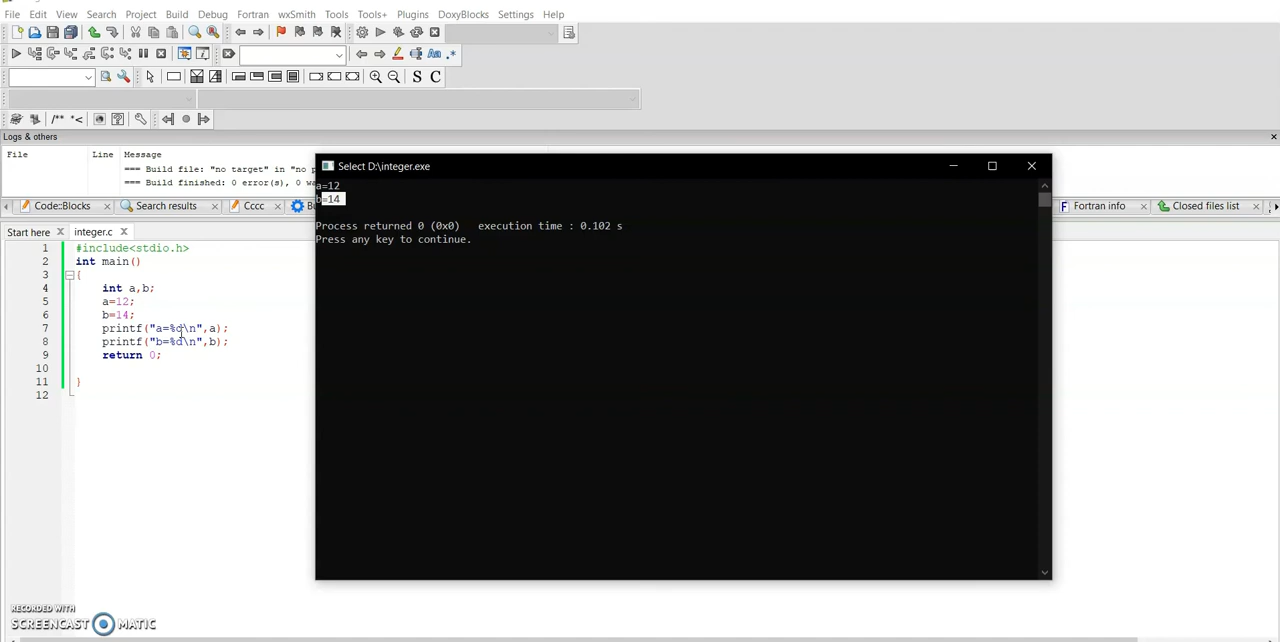 File Edit View Search Project Build Debug Fortran wxSmith Tools Tools+ Plugins DoxyBlocks Settings Help
Aa .*
S C
/** *<
Logs & others
File Line Message
=== Build file: "no target" in "no p
=== Build finished: 0 error(s), 0 wa
Code::Blocks Search results Cccc Bu Fortran info Closed files list
Start here integer.c
Select D:\integer.exe
a=12
b=14
Process returned 0 (0x0) execution time : 0.102 s
Press any key to continue.
1 #include<stdio.h>
2 int main()
3 {
4 int a,b;
5 a=12;
6 b=14;
7 printf("a=%d\n",a);
8 printf("b=%d\n",b);
9 return 0;
10
11 }
12
RECORDED WITH
SCREENCAST MATIC